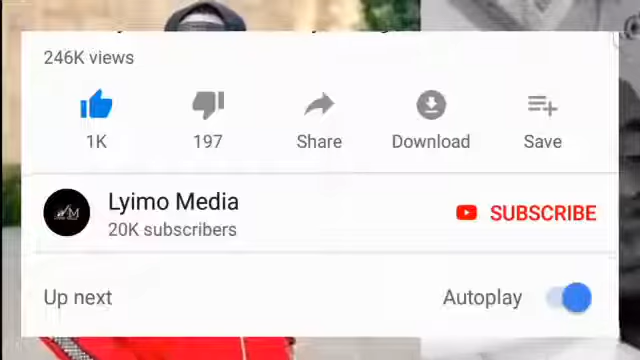 246K views
1K 197 Share Download Save
Lyimo Media
SUBSCRIBE
20K subscribers
Up next Autoplay